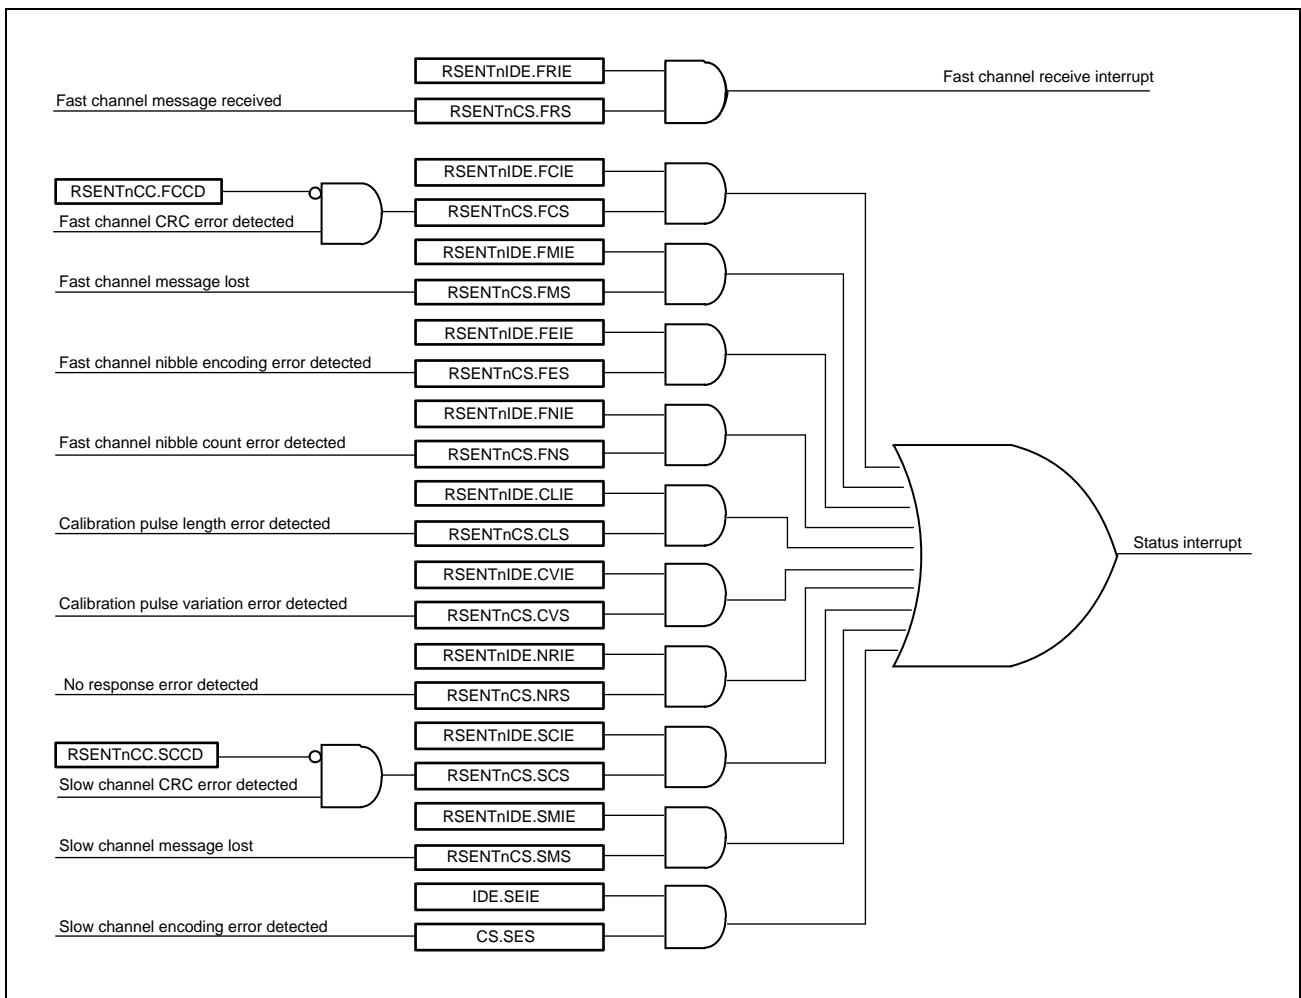 RSENTnIDE.FRIE
Fast channel receive interrupt
Fast channel message received
RSENTnCS.FRS
RSENTnIDE.FCIE
RSENTnCC.FCCD
RSENTnCS.FCS
Fast channel CRC error detected
RSENTnIDE.FMIE
Fast channel message lost
RSENTnCS.FMS
RSENTnIDE.FEIE
Fast channel nibble encoding error detected
RSENTnCS.FES
RSENTnIDE.FNIE
Fast channel nibble count error detected
RSENTnCS.FNS
RSENTnIDE.CLIE
Calibration pulse length error detected
RSENTnCS.CLS
Status interrupt
RSENTnIDE.CVIE
Calibration pulse variation error detected
RSENTnCS.CVS
RSENTnIDE.NRIE
No response error detected
RSENTnCS.NRS
RSENTnIDE.SCIE
RSENTnCC.SCCD
RSENTnCS.SCS
Slow channel CRC error detected
RSENTnIDE.SMIE
Slow channel message lost
RSENTnCS.SMS
IDE.SEIE
Slow channel encoding error detected
CS.SES